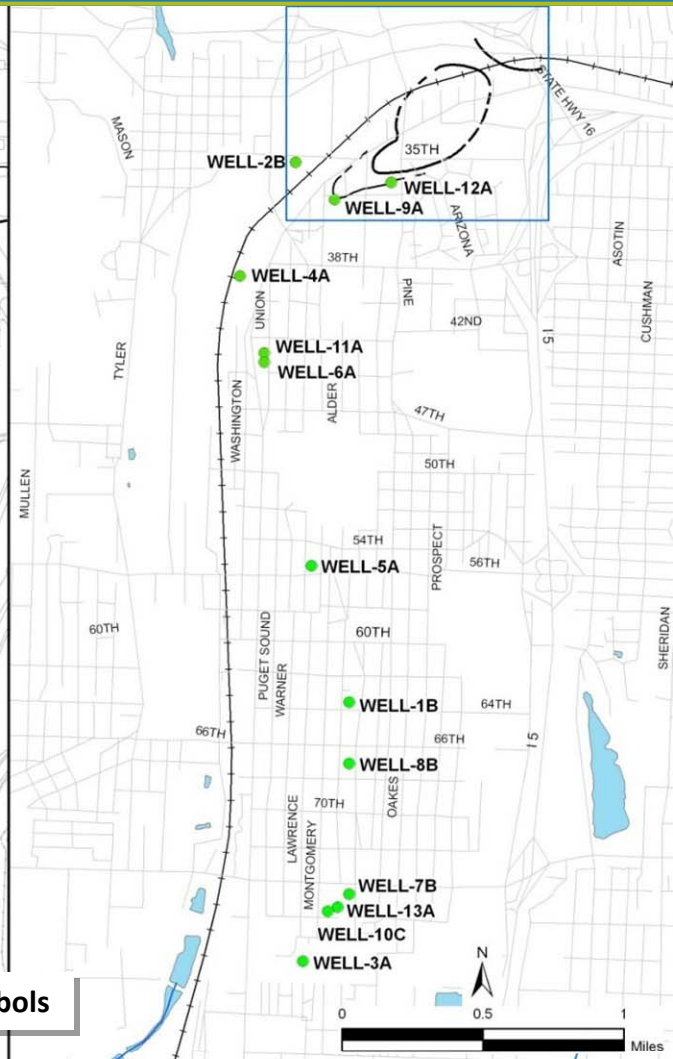 STATE HWY 16
MASON
35TH
WELL-2B
WELL-12A
WELL-9A
ARIZONA
ASOTIN
38TH
WELL-4A
PINE
UNION
42ND
CUSHMAN
I 5
TYLER
WELL-11A
WELL-6A
ALDER
WASHINGTON
47TH
50TH
MULLEN
54TH
PROSPECT
56TH
WELL-5A
60TH
60TH
PUGET SOUND
SHERIDAN
WARNER
WELL-1B
64TH
66TH
66TH
I 5
WELL-8B
70TH
OAKES
LAWRENCE
MONTGOMERY
WELL-7B
WELL-13A
WELL-10C
WELL-3A
N
bols
0 0.5 1
Miles